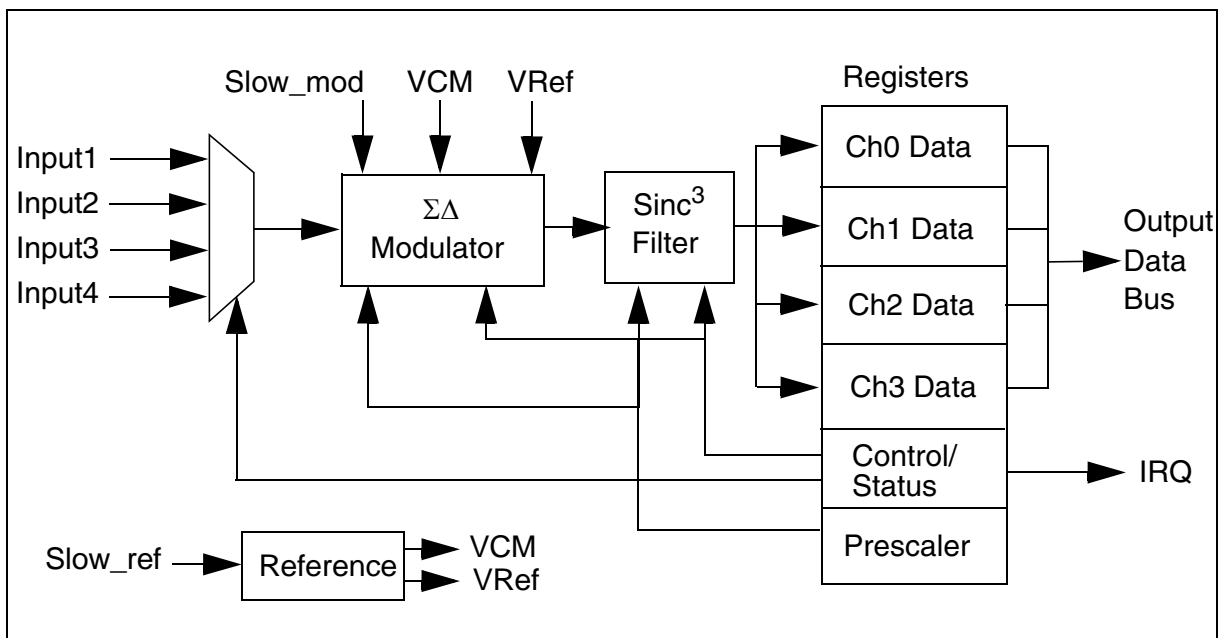 Slow_mod
VCM
VRef
Registers
Input1
Input2
Input3
Input4
ΣΔ
Modulator
Sinc³
Filter
Ch0 Data
Ch1 Data
Ch2 Data
Ch3 Data
Control/
Status
Prescaler
Output
Data
Bus
IRQ
Slow_ref
Reference
VCM
VRef